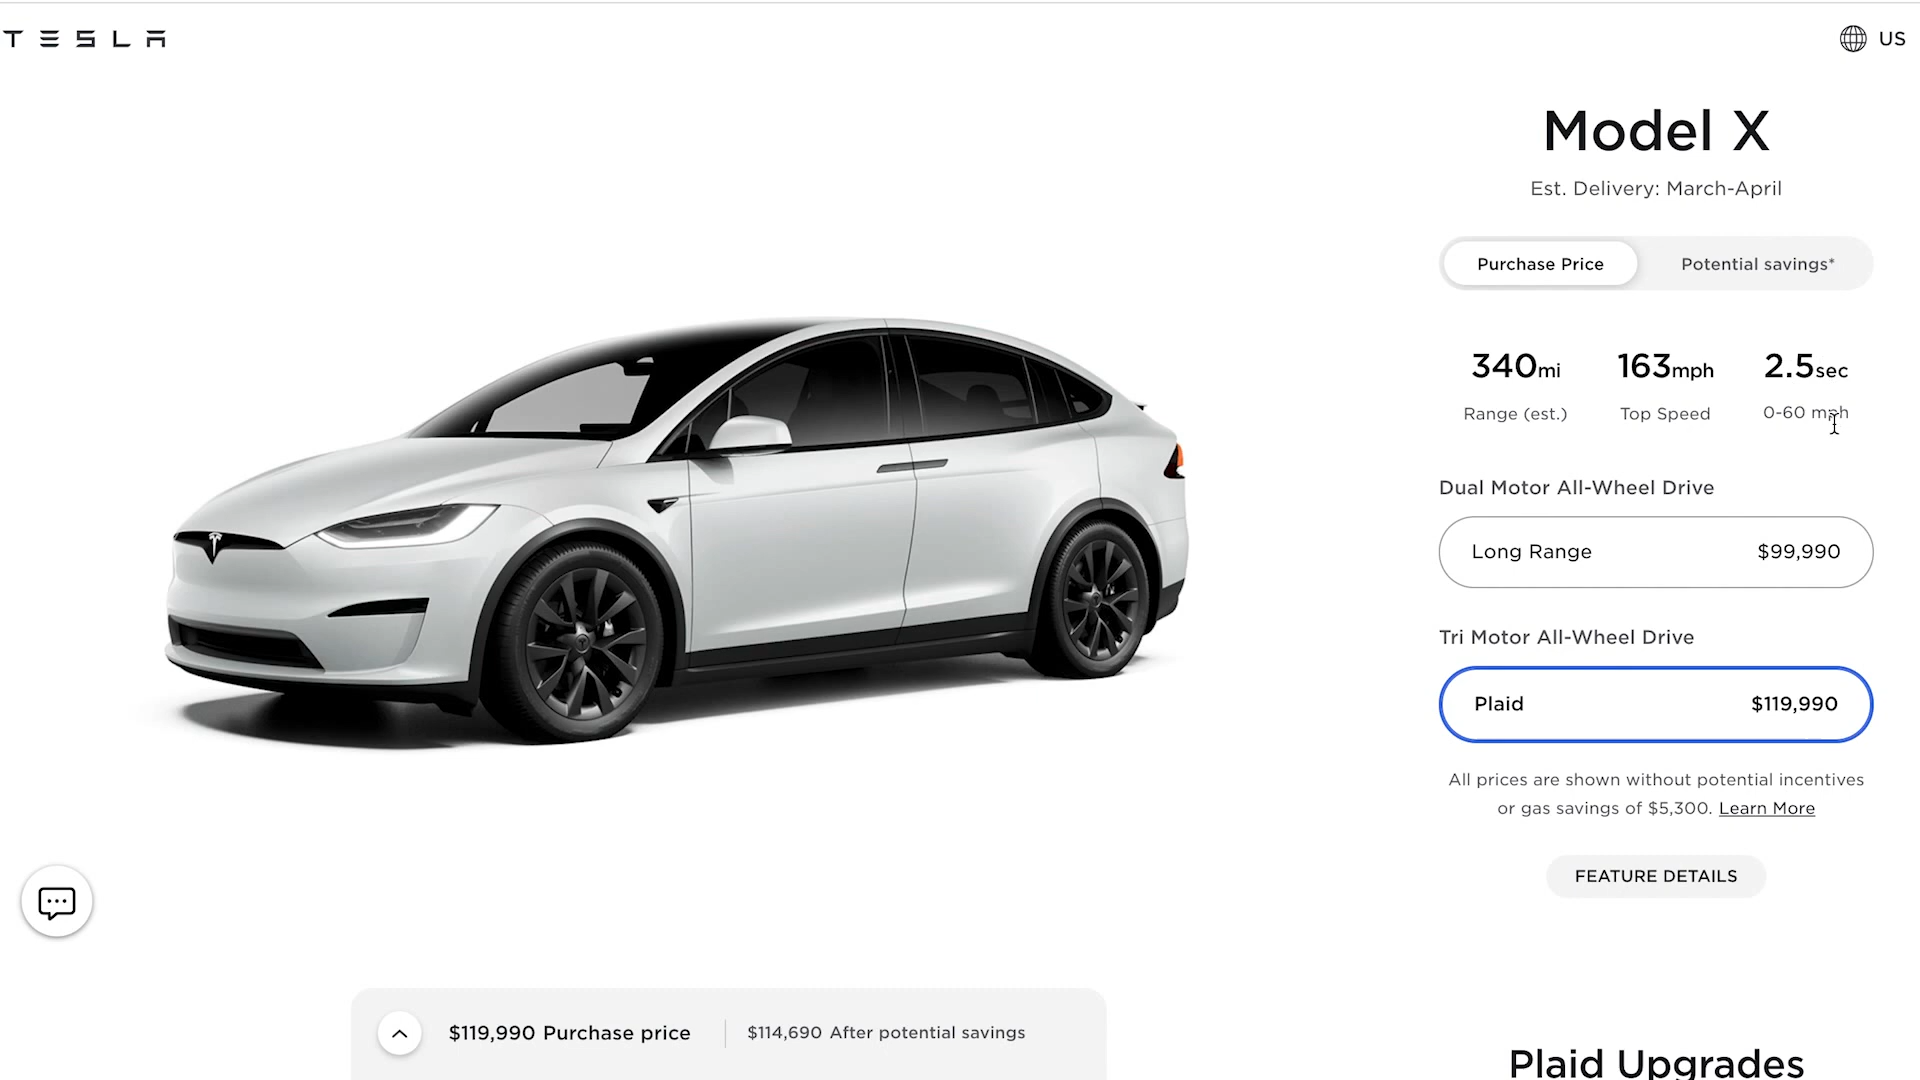 TESLA
US
Model X
Est. Delivery: March-April
Purchase Price
Potential savings*
340mi
163mph
2.5sec
Range (est.)
Top Speed
0-60 mph
Dual Motor All-Wheel Drive
Long Range $99,990
Tri Motor All-Wheel Drive
Plaid $119,990
All prices are shown without potential incentives
or gas savings of $5,300. Learn More
FEATURE DETAILS
$119,990 Purchase price
$114,690 After potential savings
Plaid Upgrades